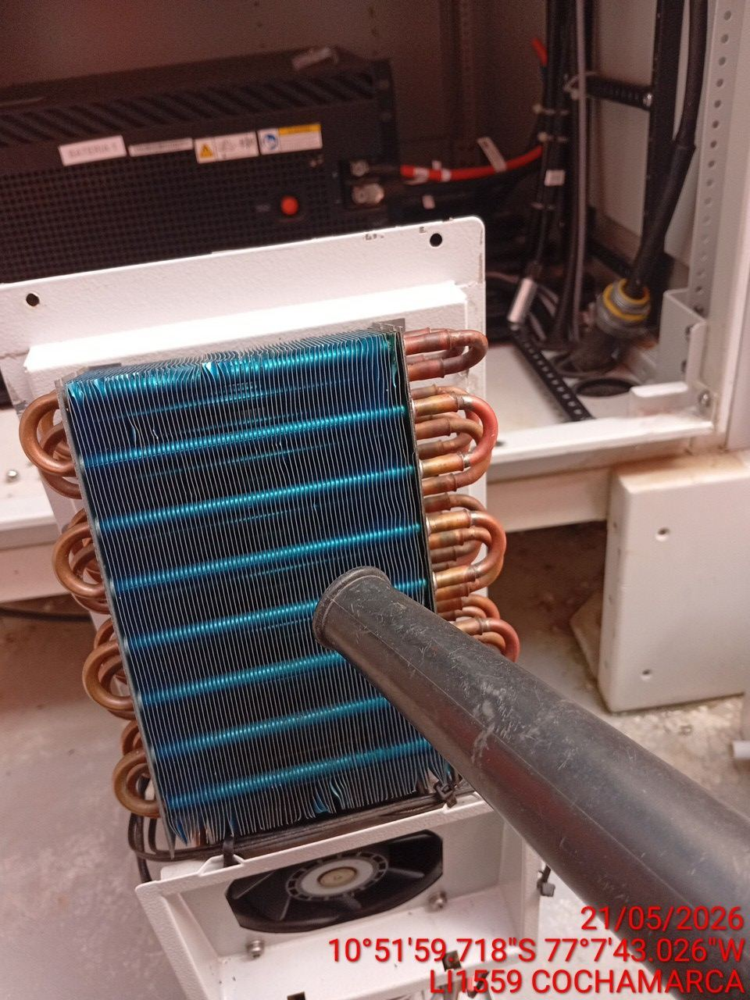 BATERIA 1
21/05/2026
10°51'59.718"S 77°7'43.026"W
LI1559 COCHAMARCA